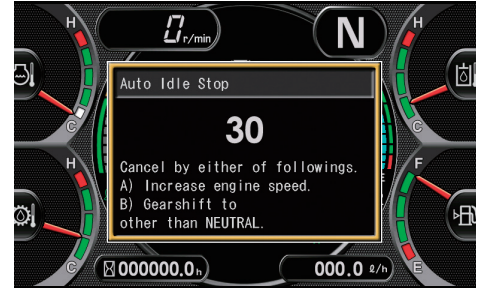 H
0 r/min
N
H
C
Auto Idle Stop
30
Cancel by either of followings.
A) Increase engine speed.
B) Gearshift to
other than NEUTRAL.
C
H
F
C
E
000000.0 h
000.0 ℓ/h